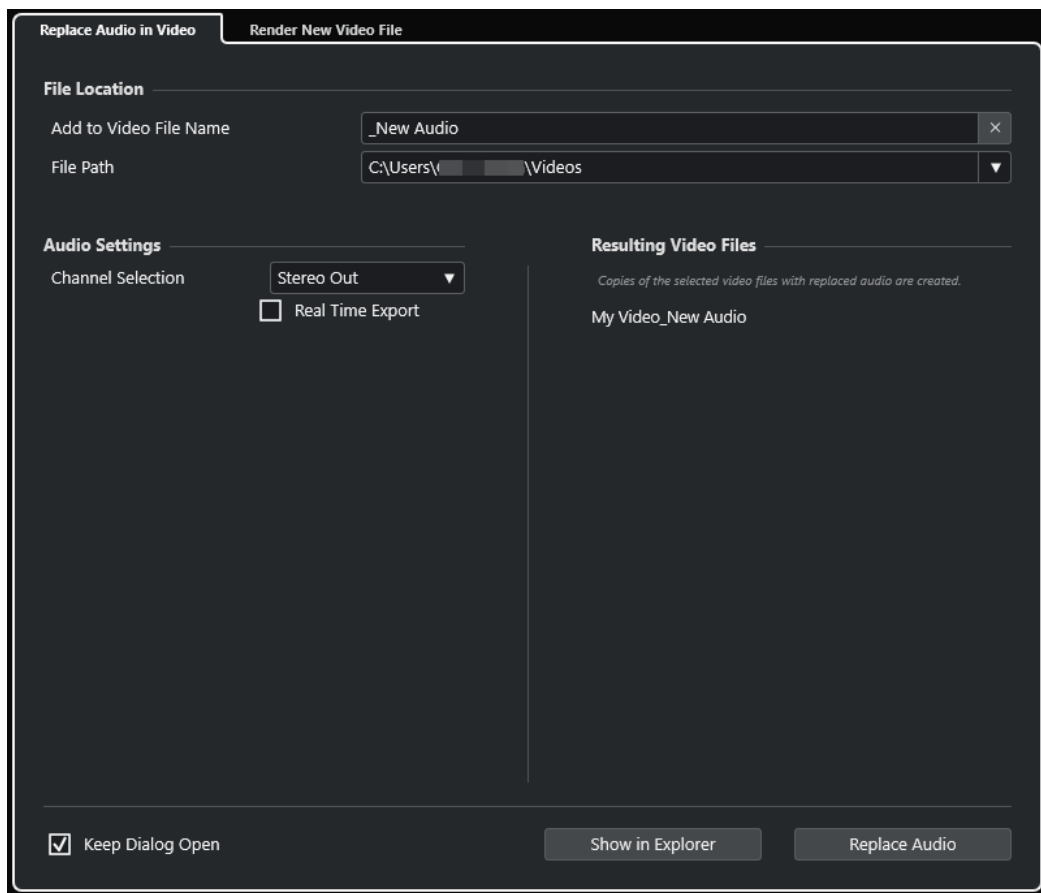 Replace Audio in Video
Render New Video File
File Location
Add to Video File Name
_New Audio
File Path
C:\Users\ \Videos
Audio Settings
Channel Selection
Stereo Out
Real Time Export
Resulting Video Files
Copies of the selected video files with replaced audio are created.
My Video_New Audio
Keep Dialog Open
Show in Explorer
Replace Audio